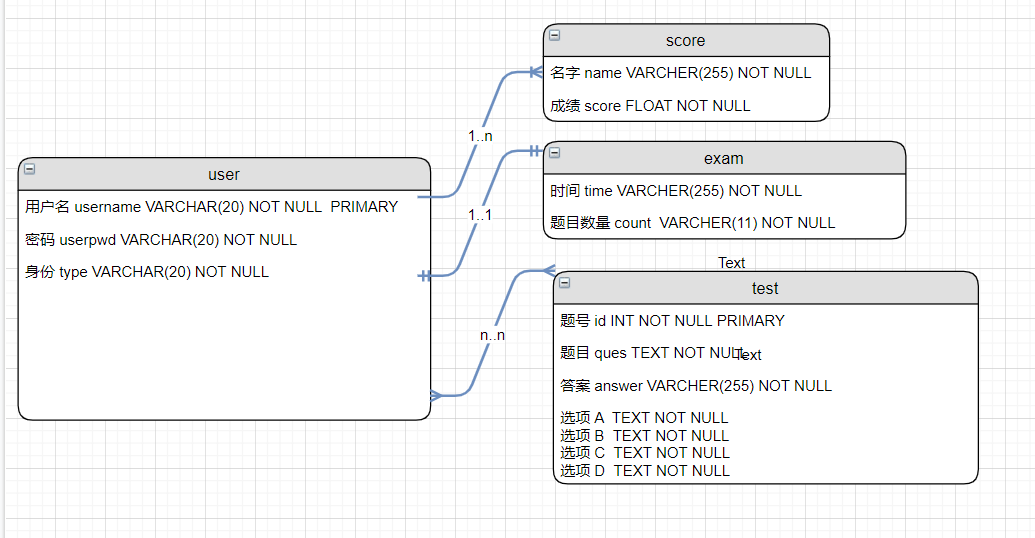 score
名字 name VARCHER(255) NOT NULL
成绩 score FLOAT NOT NULL
1..n
exam
时间 time VARCHER(255) NOT NULL
题目数量 count  VARCHER(11) NOT NULL
1..1
user
用户名 username VARCHAR(20) NOT NULL  PRIMARY
密码 userpwd VARCHAR(20) NOT NULL
身份 type VARCHAR(20) NOT NULL
n..n
Text
test
题号 id INT NOT NULL PRIMARY
题目 ques TEXT NOT NULL
Text
答案 answer VARCHER(255) NOT NULL
选项 A  TEXT NOT NULL
选项 B  TEXT NOT NULL
选项 C  TEXT NOT NULL
选项 D  TEXT NOT NULL